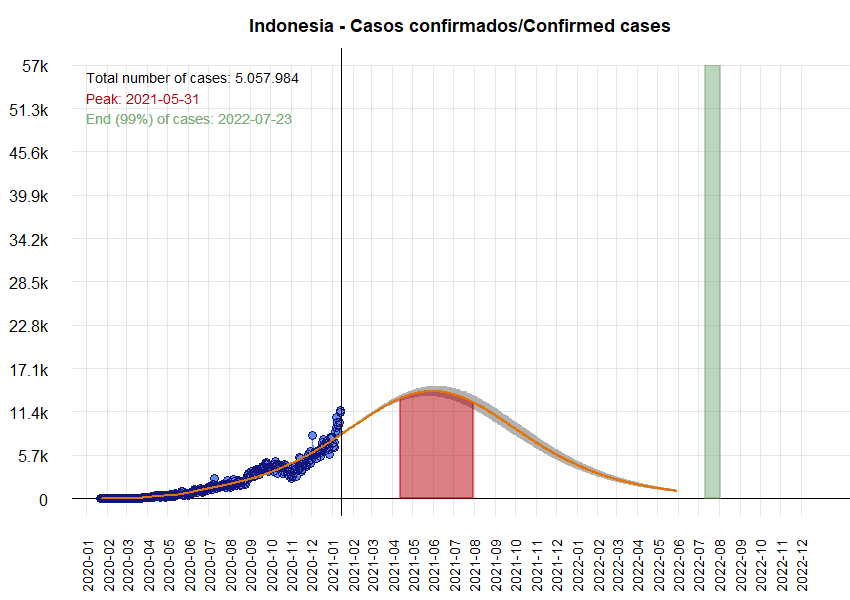 Indonesia - Casos confirmados/Confirmed cases
57k
Total number of cases: 5.057.984
Peak: 2021-05-31
End (99%) of cases: 2022-07-23
51.3k
45.6k
39.9k
34.2k
28.5k
22.8k
17.1k
11.4k
5.7k
0
2020-01
2020-02
2020-03
2020-04
2020-05
2020-06
2020-07
2020-08
2020-09
2020-10
2020-11
2020-12
2021-01
2021-02
2021-03
2021-04
2021-05
2021-06
2021-07
2021-08
2021-09
2021-10
2021-11
2021-12
2022-02
2022-03
2022-04
2022-05
2022-06
2022-07
2022-08
2022-09
2022-10
2022-11
2022-12